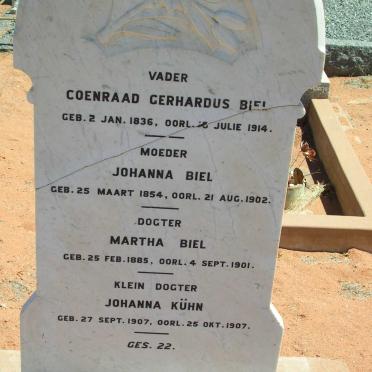 VADER
COENRAAD GERHARDUS BIEL
GEB. 2 JAN. 1836, OORL. JULIE 1914.
MOEDER
JOHANNA BIEL
GEB. 25 MAART 1854, OORL. 21 AUG. 1902.
DOGTER
MARTHA BIEL
GEB. 25 FEB. 1885, OORL. 4 SEPT. 1901.
KLEIN DOGTER
JOHANNA KÜHN
GEB. 27 SEPT. 1907, OORL. 25 OKT. 1907.
GES. 22.